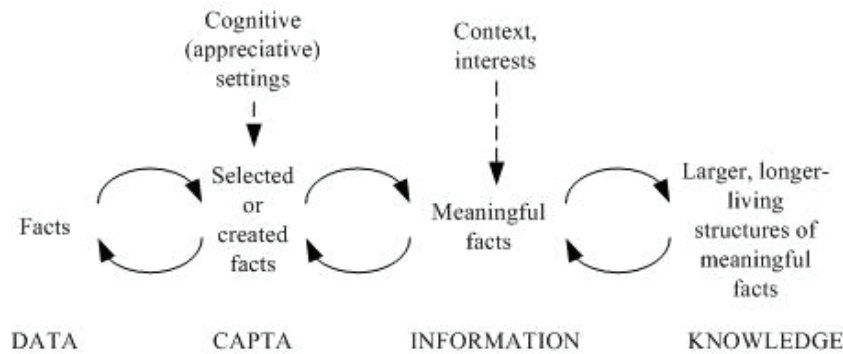 Cognitive
(appreciative)
settings
Context,
interests
Facts
Selected
or
created
facts
Meaningful
facts
Larger, longer-
living
structures of
meaningful
facts
DATA
CAPTA
INFORMATION
KNOWLEDGE